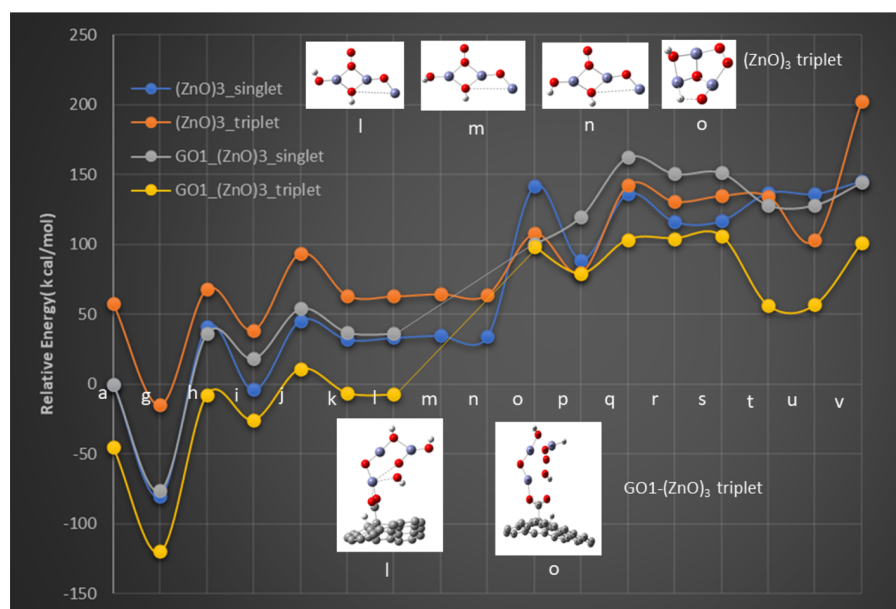 250
200
150
100
50
0
-50
-100
-150
Relative Energy( kcal/mol)
(ZnO)3_singlet
(ZnO)3_triplet
GO1_(ZnO)3_singlet
GO1_(ZnO)3_triplet
(ZnO)₃ triplet
l
m
n
o
a g h i j k l m n o p q r s t u v
GO1-(ZnO)₃ triplet
l
o